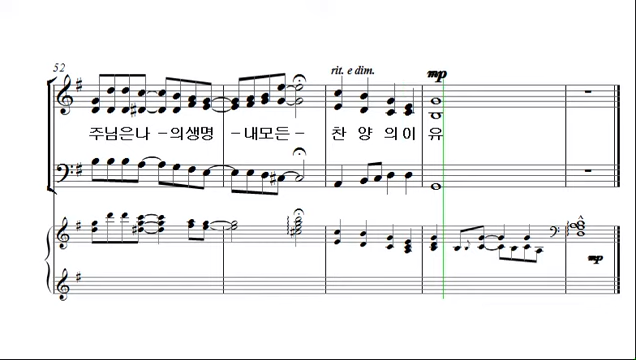 52
rit. e dim.
mp
주님은나 - 의생명 - 내모든 - 찬 양 의이 유
mp